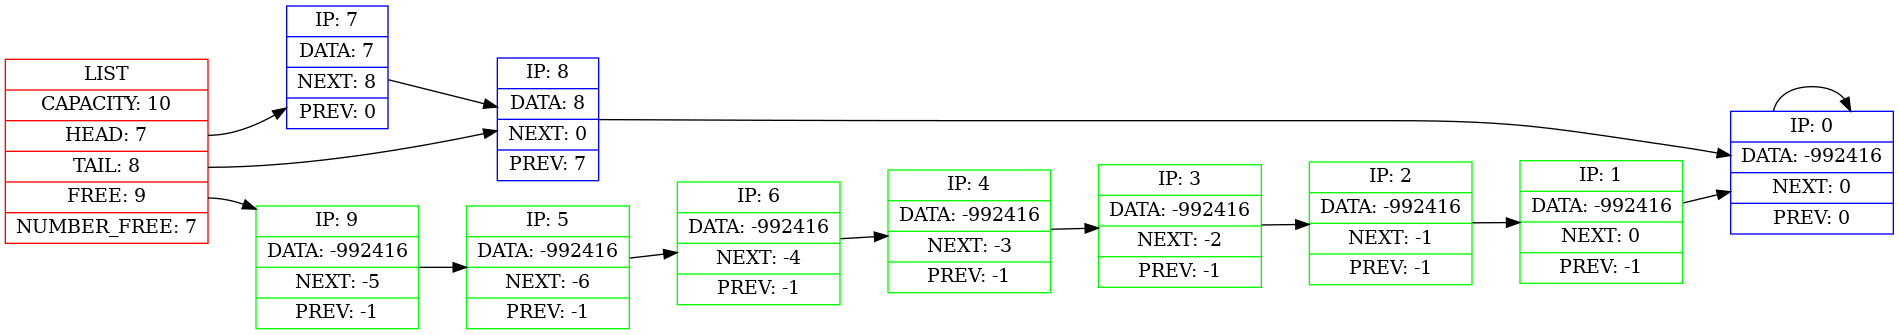 LIST
CAPACITY: 10
HEAD: 7
TAIL: 8
FREE: 9
NUMBER_FREE: 7
IP: 7
DATA: 7
NEXT: 8
PREV: 0
IP: 8
DATA: 8
NEXT: 0
PREV: 7
IP: 9
DATA: -992416
NEXT: -5
PREV: -1
IP: 5
DATA: -992416
NEXT: -6
PREV: -1
IP: 6
DATA: -992416
NEXT: -4
PREV: -1
IP: 4
DATA: -992416
NEXT: -3
PREV: -1
IP: 3
DATA: -992416
NEXT: -2
PREV: -1
IP: 2
DATA: -992416
NEXT: -1
PREV: -1
IP: 1
DATA: -992416
NEXT: 0
PREV: -1
IP: 0
DATA: -992416
NEXT: 0
PREV: 0